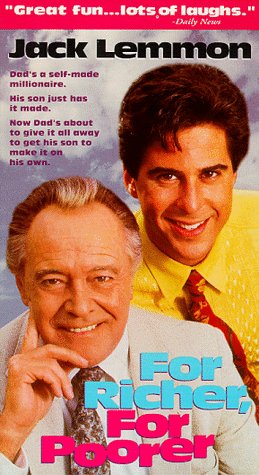 "Great fun...lots of laughs."
-Daily News
Jack Lemmon
Dad's a self-made
millionaire.
His son just has
it made.
Now Dad's about
to give it all away
to get his son to
make it on
his own.
For
Richer,
For
Poorer